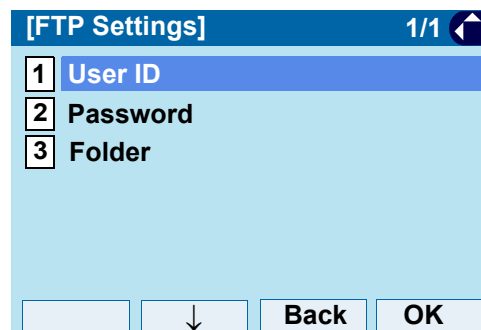 [FTP Settings] 1/1
1 User ID
2 Password
3 Folder
↓ Back OK